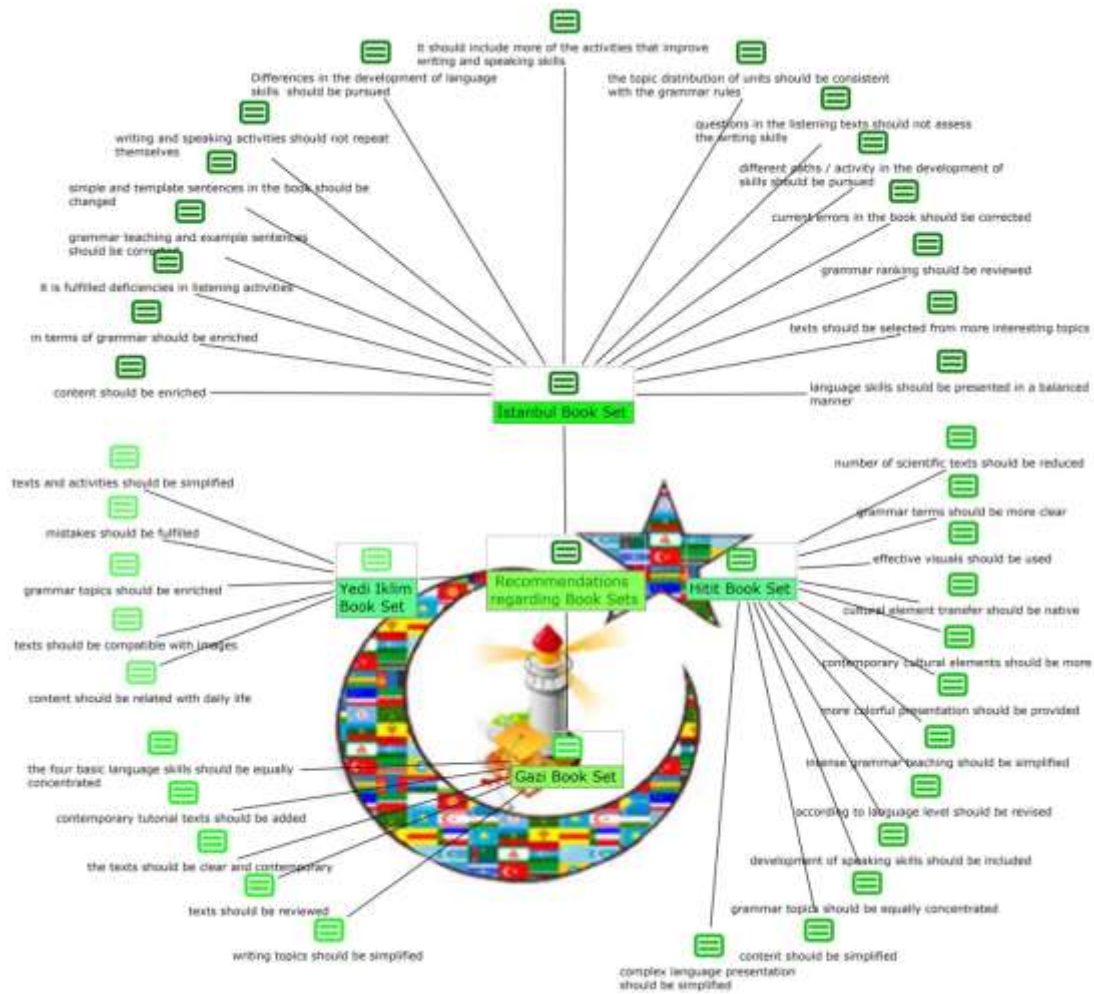 It should include more of the activities that improve
writing and speaking skills
Differences in the development of language
skills should be pursued
the topic distribution of units should be consistent
with the grammar rules
writing and speaking activities should not repeat
themselves
questions in the listening texts should not assess
the writing skills
simple and template sentences in the book should be
changed
different paths / activity in the development of
skills should be pursued
grammar teaching and example sentences
should be corrected
current errors in the book should be corrected
it is fulfilled deficiencies in listening activities
grammar ranking should be reviewed
in terms of grammar should be enriched
texts should be selected from more interesting topics
content should be enriched
language skills should be presented in a balanced
manner
İstanbul Book Set
number of scientific texts should be reduced
texts and activities should be simplified
grammar terms should be more clear
mistakes should be fulfilled
effective visuals should be used
Yedi Iklim
Book Set
Recommendations
regarding Book Sets
Hitit Book Set
grammar topics should be enriched
cultural element transfer should be native
texts should be compatible with images
contemporary cultural elements should be more
content should be related with daily life
more colorful presentation should be provided
intense grammar teaching should be simplified
the four basic language skills should be equally
concentrated
Gazi Book Set
according to language level should be revised
contemporary tutorial texts should be added
development of speaking skills should be included
the texts should be clear and contemporary
grammar topics should be equally concentrated
texts should be reviewed
content should be simplified
writing topics should be simplified
complex language presentation
should be simplified